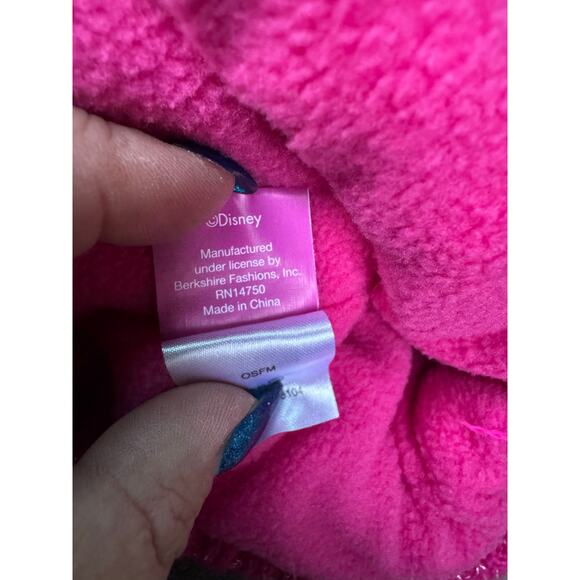 ©Disney
Manufactured
under license by
Berkshire Fashions, Inc.
RN14750
Made in China
OSFM